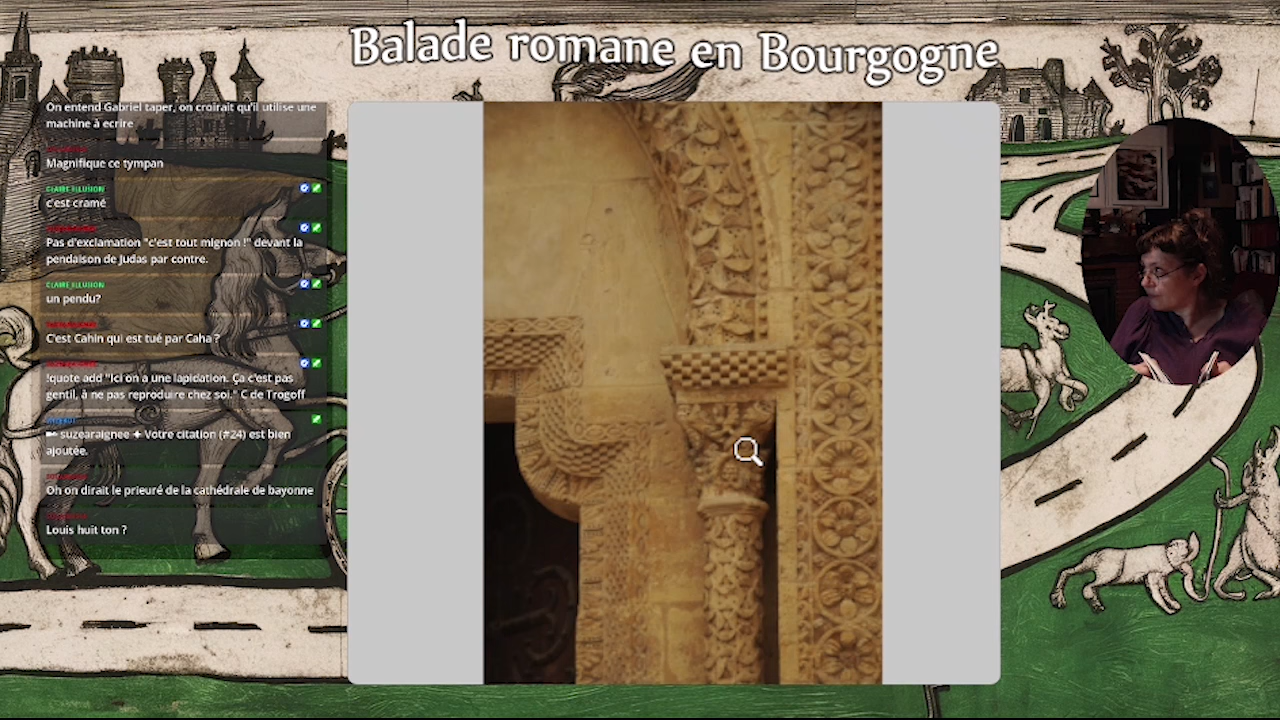 Balade romane en Bourgogne
On entend Gabriel taper, on croirait qu'il utilise une
machine à ecrire
Magnifique ce tympan
CLAIRE_ILLUSION
c'est cramé
Pas d'exclamation "c'est tout mignon !" devant la
pendaison de Judas par contre.
CLAIRE_ILLUSION
un pendu?
C'est Cahin qui est tué par Caha ?
!quote add "Ici on a une lapidation. Ça c'est pas
gentil, à ne pas reproduire chez soi." C de Trogoff
suzearaignee ✦ Votre citation (#24) est bien
ajoutée.
Oh on dirait le prieuré de la cathédrale de bayonne
Louis huit ton ?